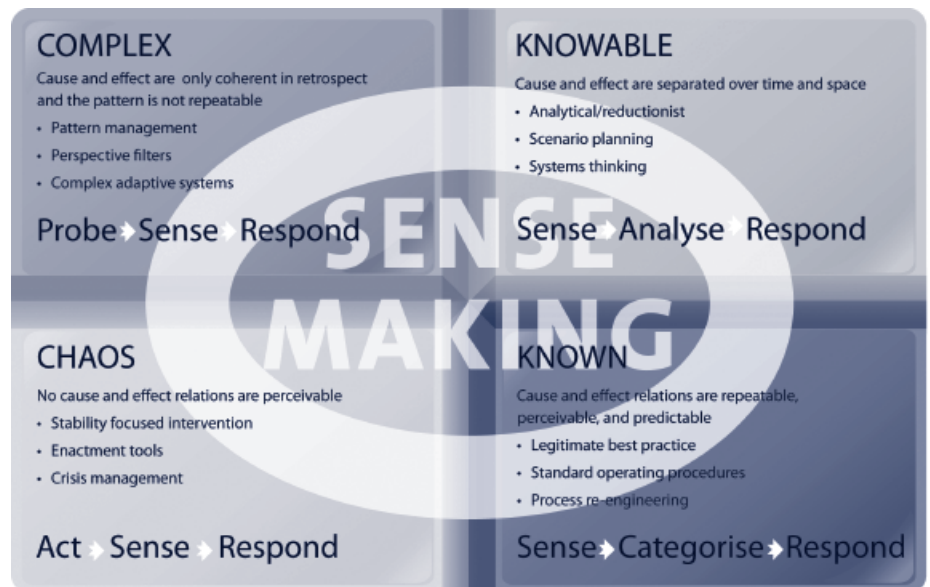 COMPLEX
Cause and effect are only coherent in retrospect
and the pattern is not repeatable
• Pattern management
• Perspective filters
• Complex adaptive systems
Probe Sense Respond
KNOWABLE
Cause and effect are separated over time and space
• Analytical/reductionist
• Scenario planning
• Systems thinking
Sense Analyse Respond
SENSE
MAKING
CHAOS
No cause and effect relations are perceivable
• Stability focused intervention
• Enactment tools
• Crisis management
Act Sense Respond
KNOWN
Cause and effect relations are repeatable,
perceivable, and predictable
• Legitimate best practice
• Standard operating procedures
• Process re-engineering
Sense Categorise Respond